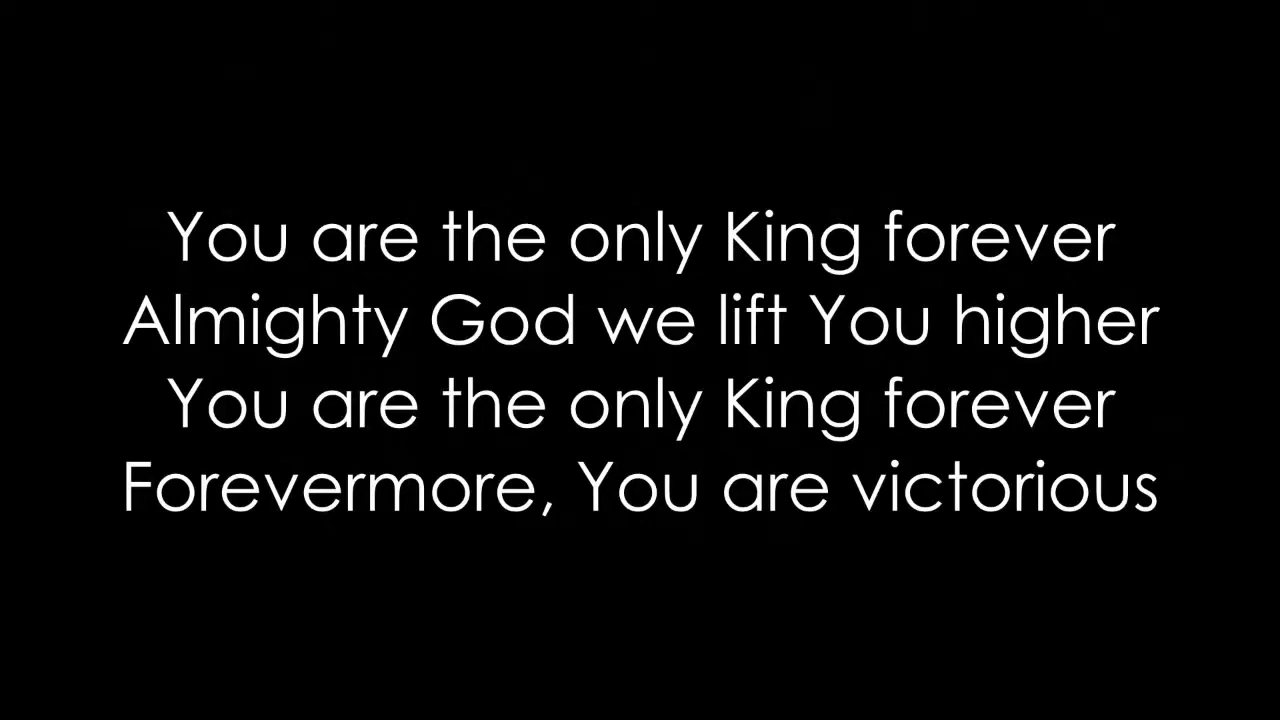 You are the only King forever
Almighty God we lift You higher
You are the only King forever
Forevermore, You are victorious